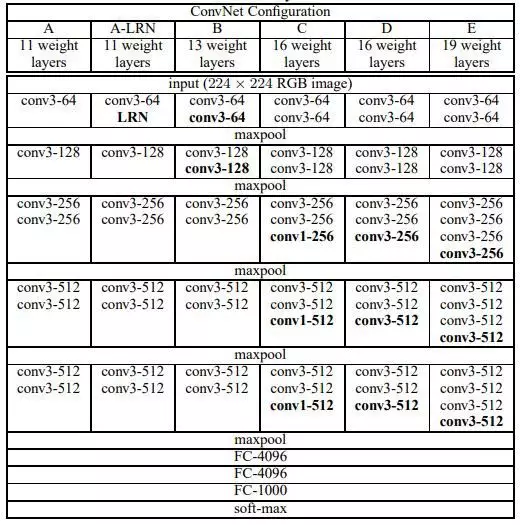 ConvNet Configuration
A A-LRN B C D E
11 weight 11 weight 13 weight 16 weight 16 weight 19 weight
layers layers layers layers layers layers
input (224 × 224 RGB image)
conv3-64 conv3-64 conv3-64 conv3-64 conv3-64 conv3-64
LRN conv3-64 conv3-64 conv3-64 conv3-64
maxpool
conv3-128 conv3-128 conv3-128 conv3-128 conv3-128 conv3-128
conv3-128 conv3-128 conv3-128 conv3-128
maxpool
conv3-256 conv3-256 conv3-256 conv3-256 conv3-256 conv3-256
conv3-256 conv3-256 conv3-256 conv3-256 conv3-256 conv3-256
conv1-256 conv3-256 conv3-256
conv3-256
maxpool
conv3-512 conv3-512 conv3-512 conv3-512 conv3-512 conv3-512
conv3-512 conv3-512 conv3-512 conv3-512 conv3-512 conv3-512
conv1-512 conv3-512 conv3-512
conv3-512
maxpool
conv3-512 conv3-512 conv3-512 conv3-512 conv3-512 conv3-512
conv3-512 conv3-512 conv3-512 conv3-512 conv3-512 conv3-512
conv1-512 conv3-512 conv3-512
conv3-512
maxpool
FC-4096
FC-4096
FC-1000
soft-max